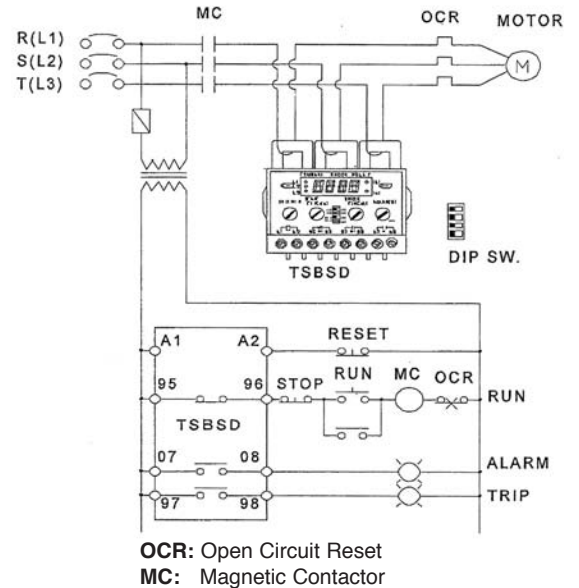 MC OCR MOTOR
R(L1)
S(L2)
T(L3)
M
TSBSD
DIP SW.
A1 A2 RESET
95 96 STOP RUN MC OCR RUN
TSBSD
07 08 ALARM
97 98 TRIP
OCR: Open Circuit Reset
MC: Magnetic Contactor